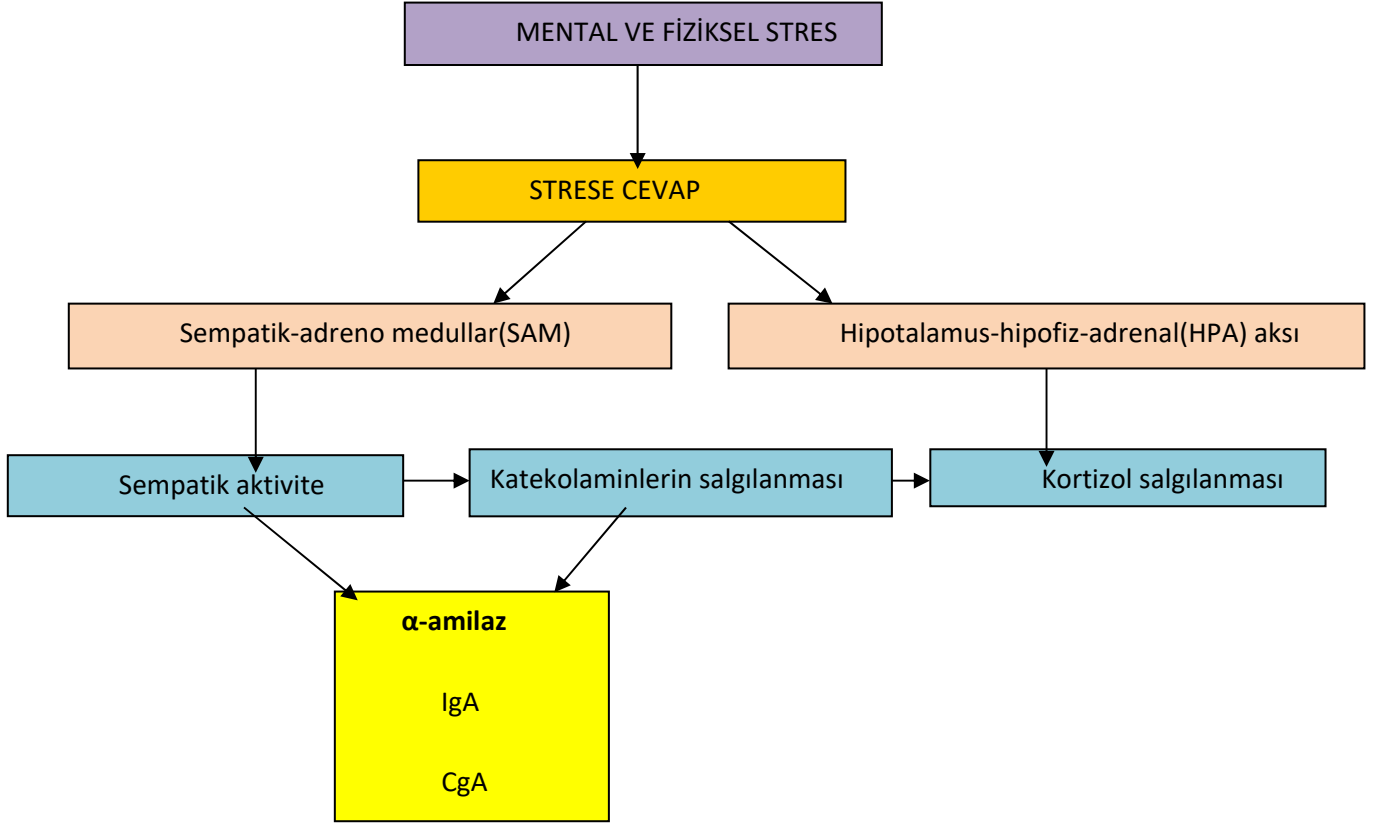 MENTAL VE FİZİKSEL STRES
STRESE CEVAP
Sempatik-adreno medullar(SAM)
Hipotalamus-hipofiz-adrenal(HPA) aksı
Sempatik aktivite
Katekolaminlerin salgılanması
Kortizol salgılanması
α-amilaz
IgA
CgA